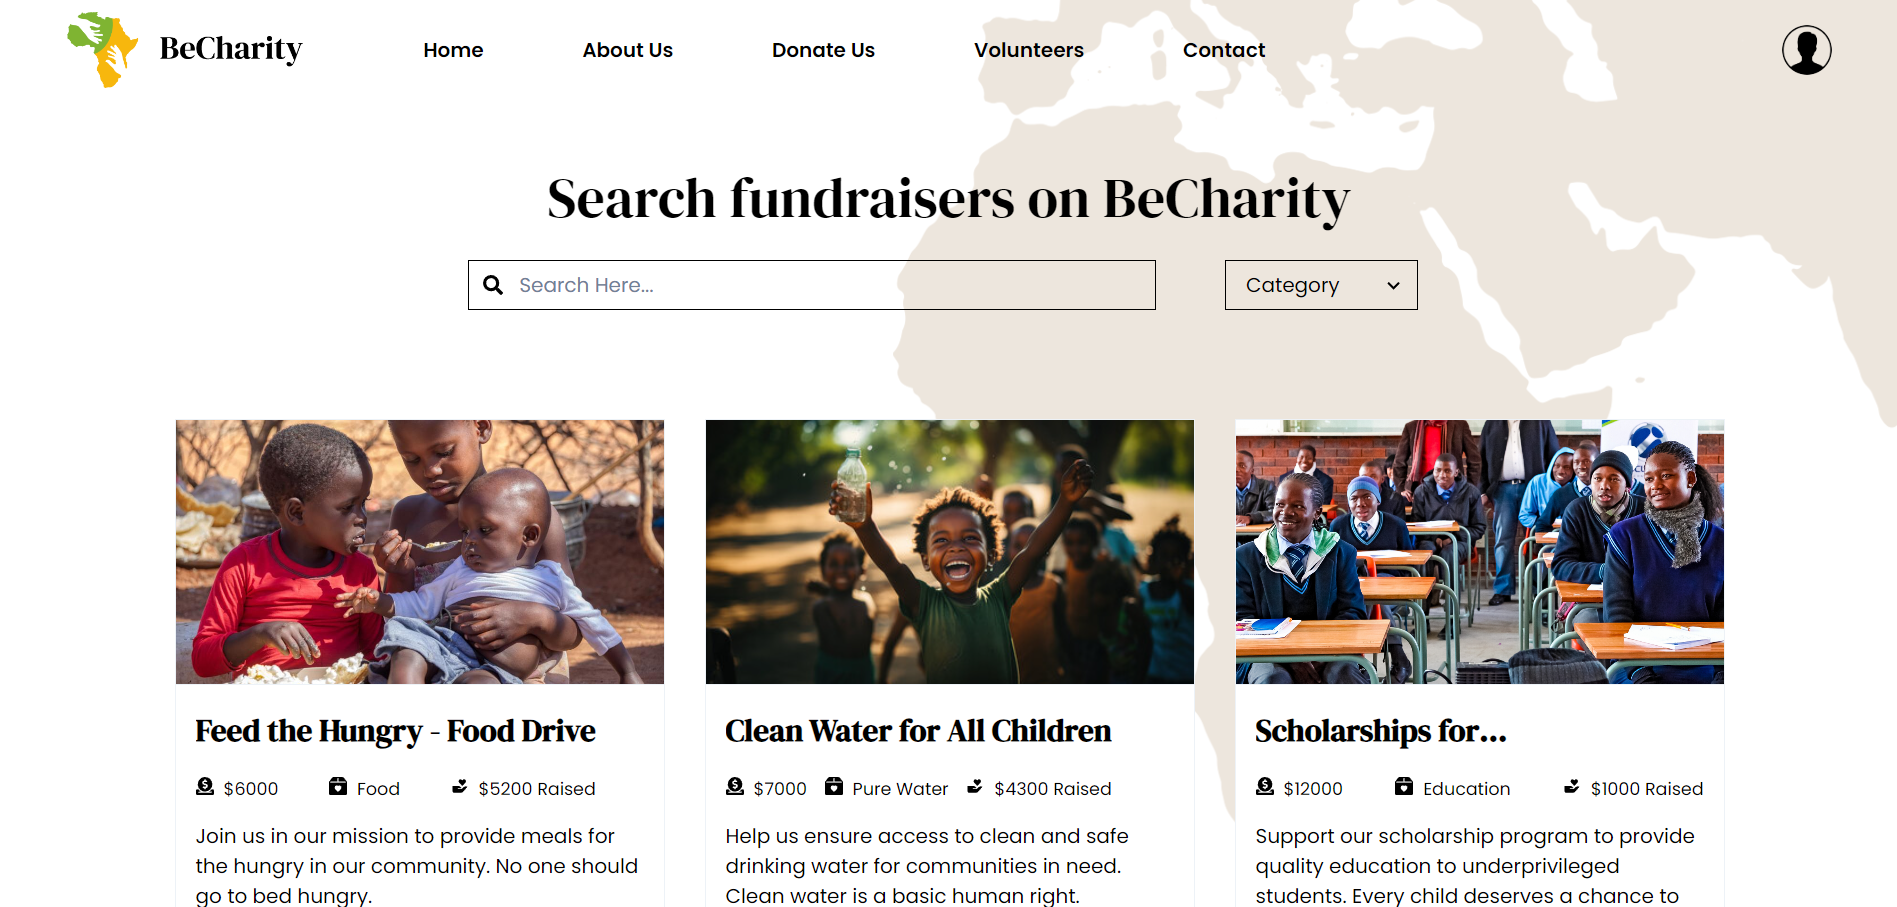 BeCharity
Home
About Us
Donate Us
Volunteers
Contact
Search fundraisers on BeCharity
Search Here...
Category
Feed the Hungry - Food Drive
$6000
Food
$5200 Raised
Join us in our mission to provide meals for
the hungry in our community. No one should
go to bed hungry.
Clean Water for All Children
$7000
Pure Water
$4300 Raised
Help us ensure access to clean and safe
drinking water for communities in need.
Clean water is a basic human right.
Scholarships for...
$12000
Education
$1000 Raised
Support our scholarship program to provide
quality education to underprivileged
students. Every child deserves a chance to